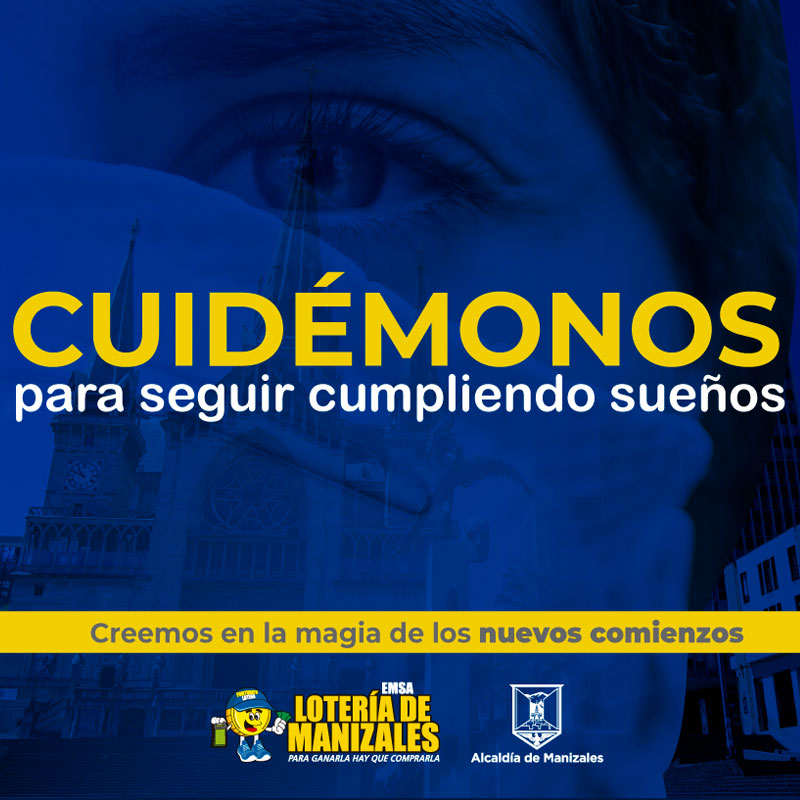 CUIDÉMONOS
para seguir cumpliendo sueños
Creemos en la magia de los nuevos comienzos
EMSA
LOTERÍA DE
MANIZALES
PARA GANARLA HAY QUE COMPRARLA
Alcaldía de Manizales